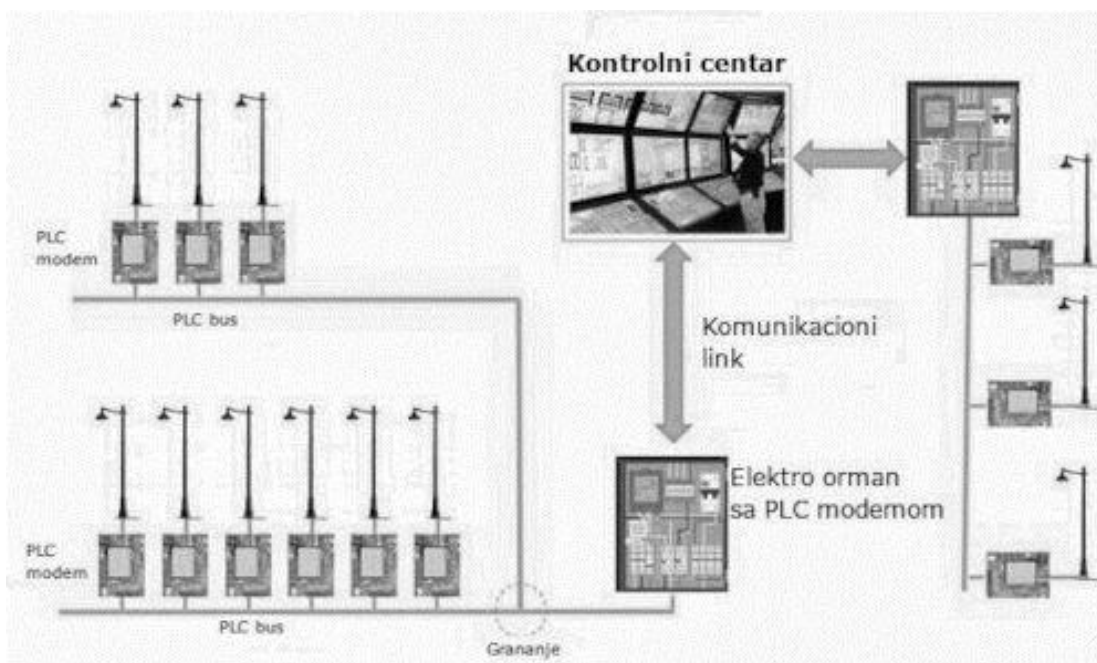 Kontrolni centar
PLC
modem
PLC bus
Komunikacioni
link
Elektro orman
sa PLC modemom
PLC
modem
PLC bus
Grananje